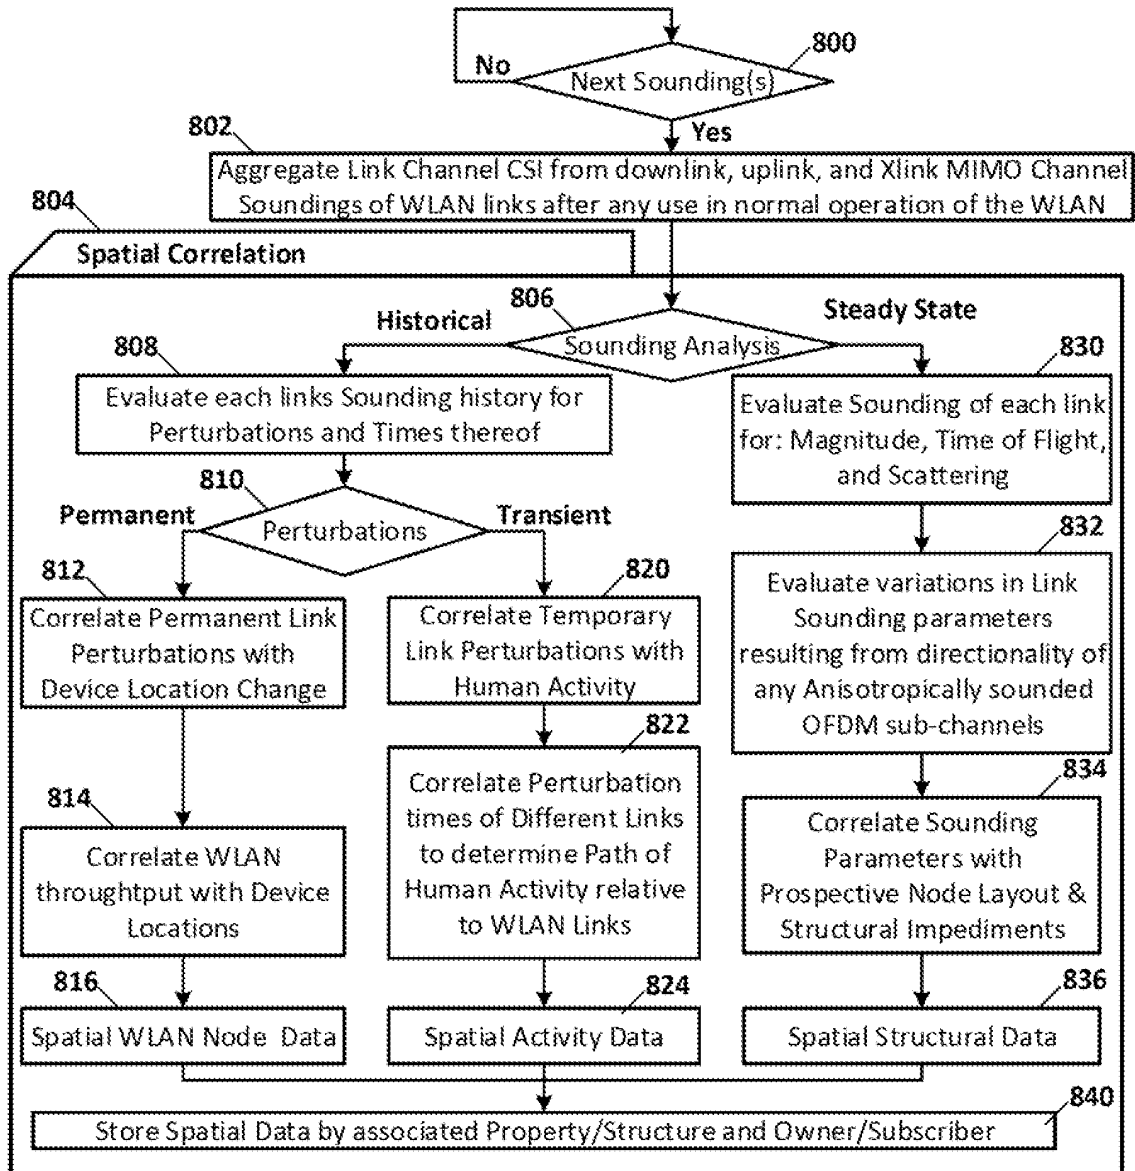 800
No
Next Sounding(s)
Yes
802
Aggregate Link Channel CSI from downlink, uplink, and Xlink MIMO Channel
Soundings of WLAN links after any use in normal operation of the WLAN
804
Spatial Correlation
806
Historical
Steady State
Sounding Analysis
808
Evaluate each links Sounding history for
Perturbations and Times thereof
810
Permanent
Transient
Perturbations
812
Correlate Permanent Link
Perturbations with
Device Location Change
814
Correlate WLAN
throughtput with Device
Locations
816
Spatial WLAN Node Data
820
Correlate Temporary
Link Perturbations with
Human Activity
822
Correlate Perturbation
times of Different Links
to determine Path of
Human Activity relative
to WLAN Links
824
Spatial Activity Data
830
Evaluate Sounding of each link
for: Magnitude, Time of Flight,
and Scattering
832
Evaluate variations in Link
Sounding parameters
resulting from directionality of
any Anisotropically sounded
OFDM sub-channels
834
Correlate Sounding
Parameters with
Prospective Node Layout &
Structural Impediments
836
Spatial Structural Data
840
Store Spatial Data by associated Property/Structure and Owner/Subscriber